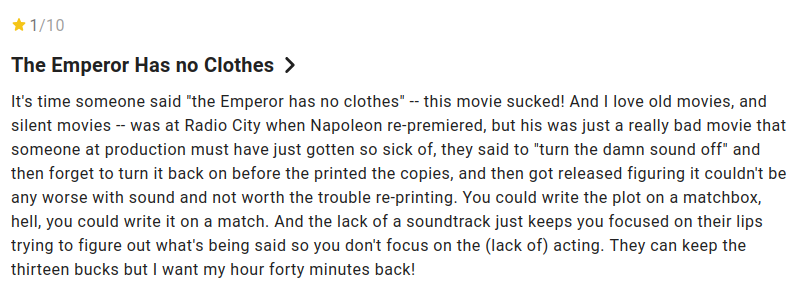 1/10
The Emperor Has no Clothes
It's time someone said "the Emperor has no clothes" -- this movie sucked! And I love old movies, and
silent movies -- was at Radio City when Napoleon re-premiered, but his was just a really bad movie that
someone at production must have just gotten so sick of, they said to "turn the damn sound off" and
then forget to turn it back on before the printed the copies, and then got released figuring it couldn't be
any worse with sound and not worth the trouble re-printing. You could write the plot on a matchbox,
hell, you could write it on a match. And the lack of a soundtrack just keeps you focused on their lips
trying to figure out what's being said so you don't focus on the (lack of) acting. They can keep the
thirteen bucks but I want my hour forty minutes back!